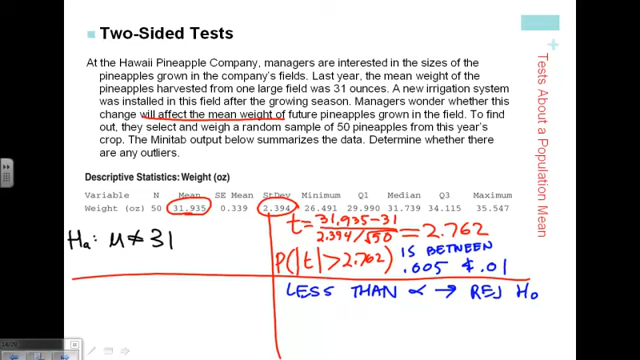 Two-Sided Tests
At the Hawaii Pineapple Company, managers are interested in the sizes of the
pineapples grown in the company's fields. Last year, the mean weight of the
pineapples harvested from one large field was 31 ounces. A new irrigation system
was installed in this field after the growing season. Managers wonder whether this
change will affect the mean weight of future pineapples grown in the field. To find
out, they select and weigh a random sample of 50 pineapples from this year's
crop. The Minitab output below summarizes the data. Determine whether there
are any outliers.
Descriptive Statistics: Weight (oz)
Variable N Mean SE Mean StDev Minimum Q1 Median Q3 Maximum
Weight (oz) 50 31.935 0.339 2.394 26.491 29.990 31.739 34.115 35.547
Ha: μ ≠ 31
t = 31.935 - 31 / 2.394/√50 = 2.762
P(|t| > 2.762) IS BETWEEN
.005 & .01
LESS THAN α → REJ H₀
Tests About a Population Mean